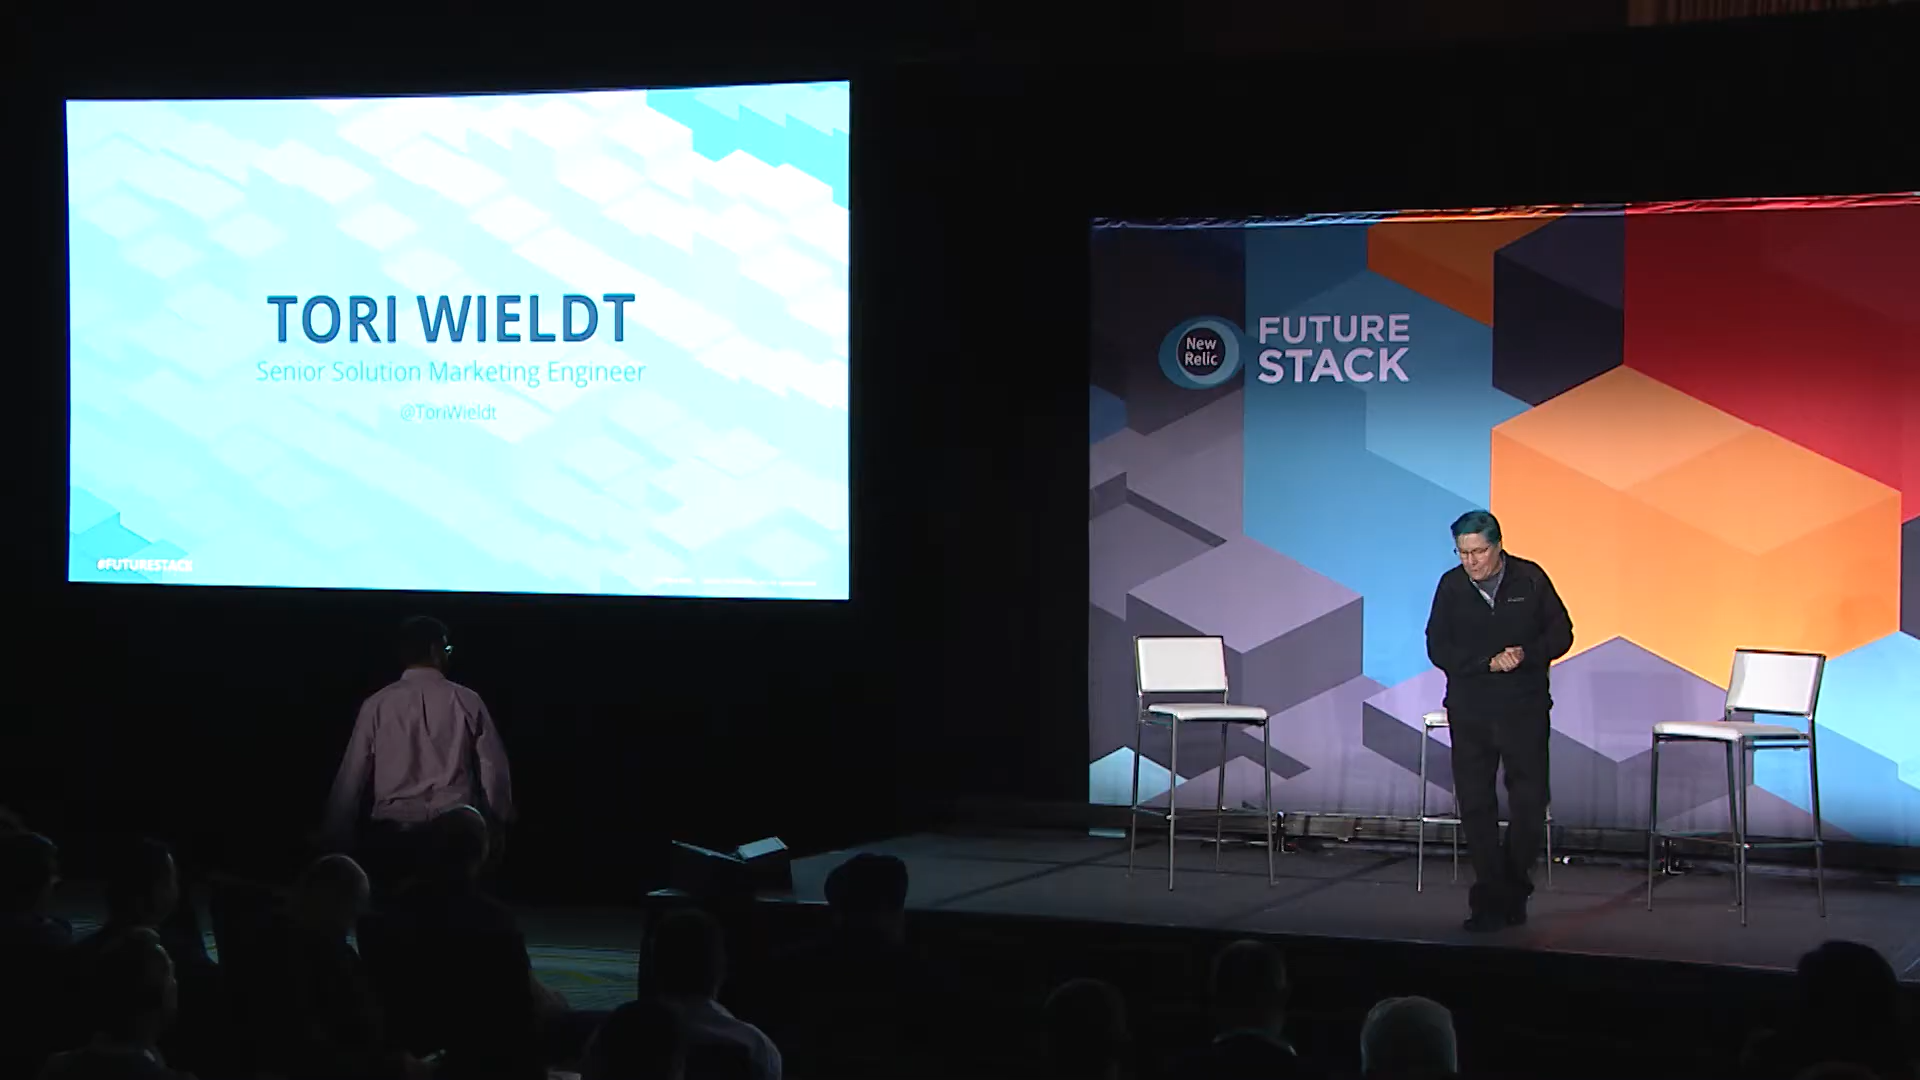 TORI WIELDT
Senior Solution Marketing Engineer
@ToriWieldt
#FUTURESTACK
New
Relic
FUTURE
STACK